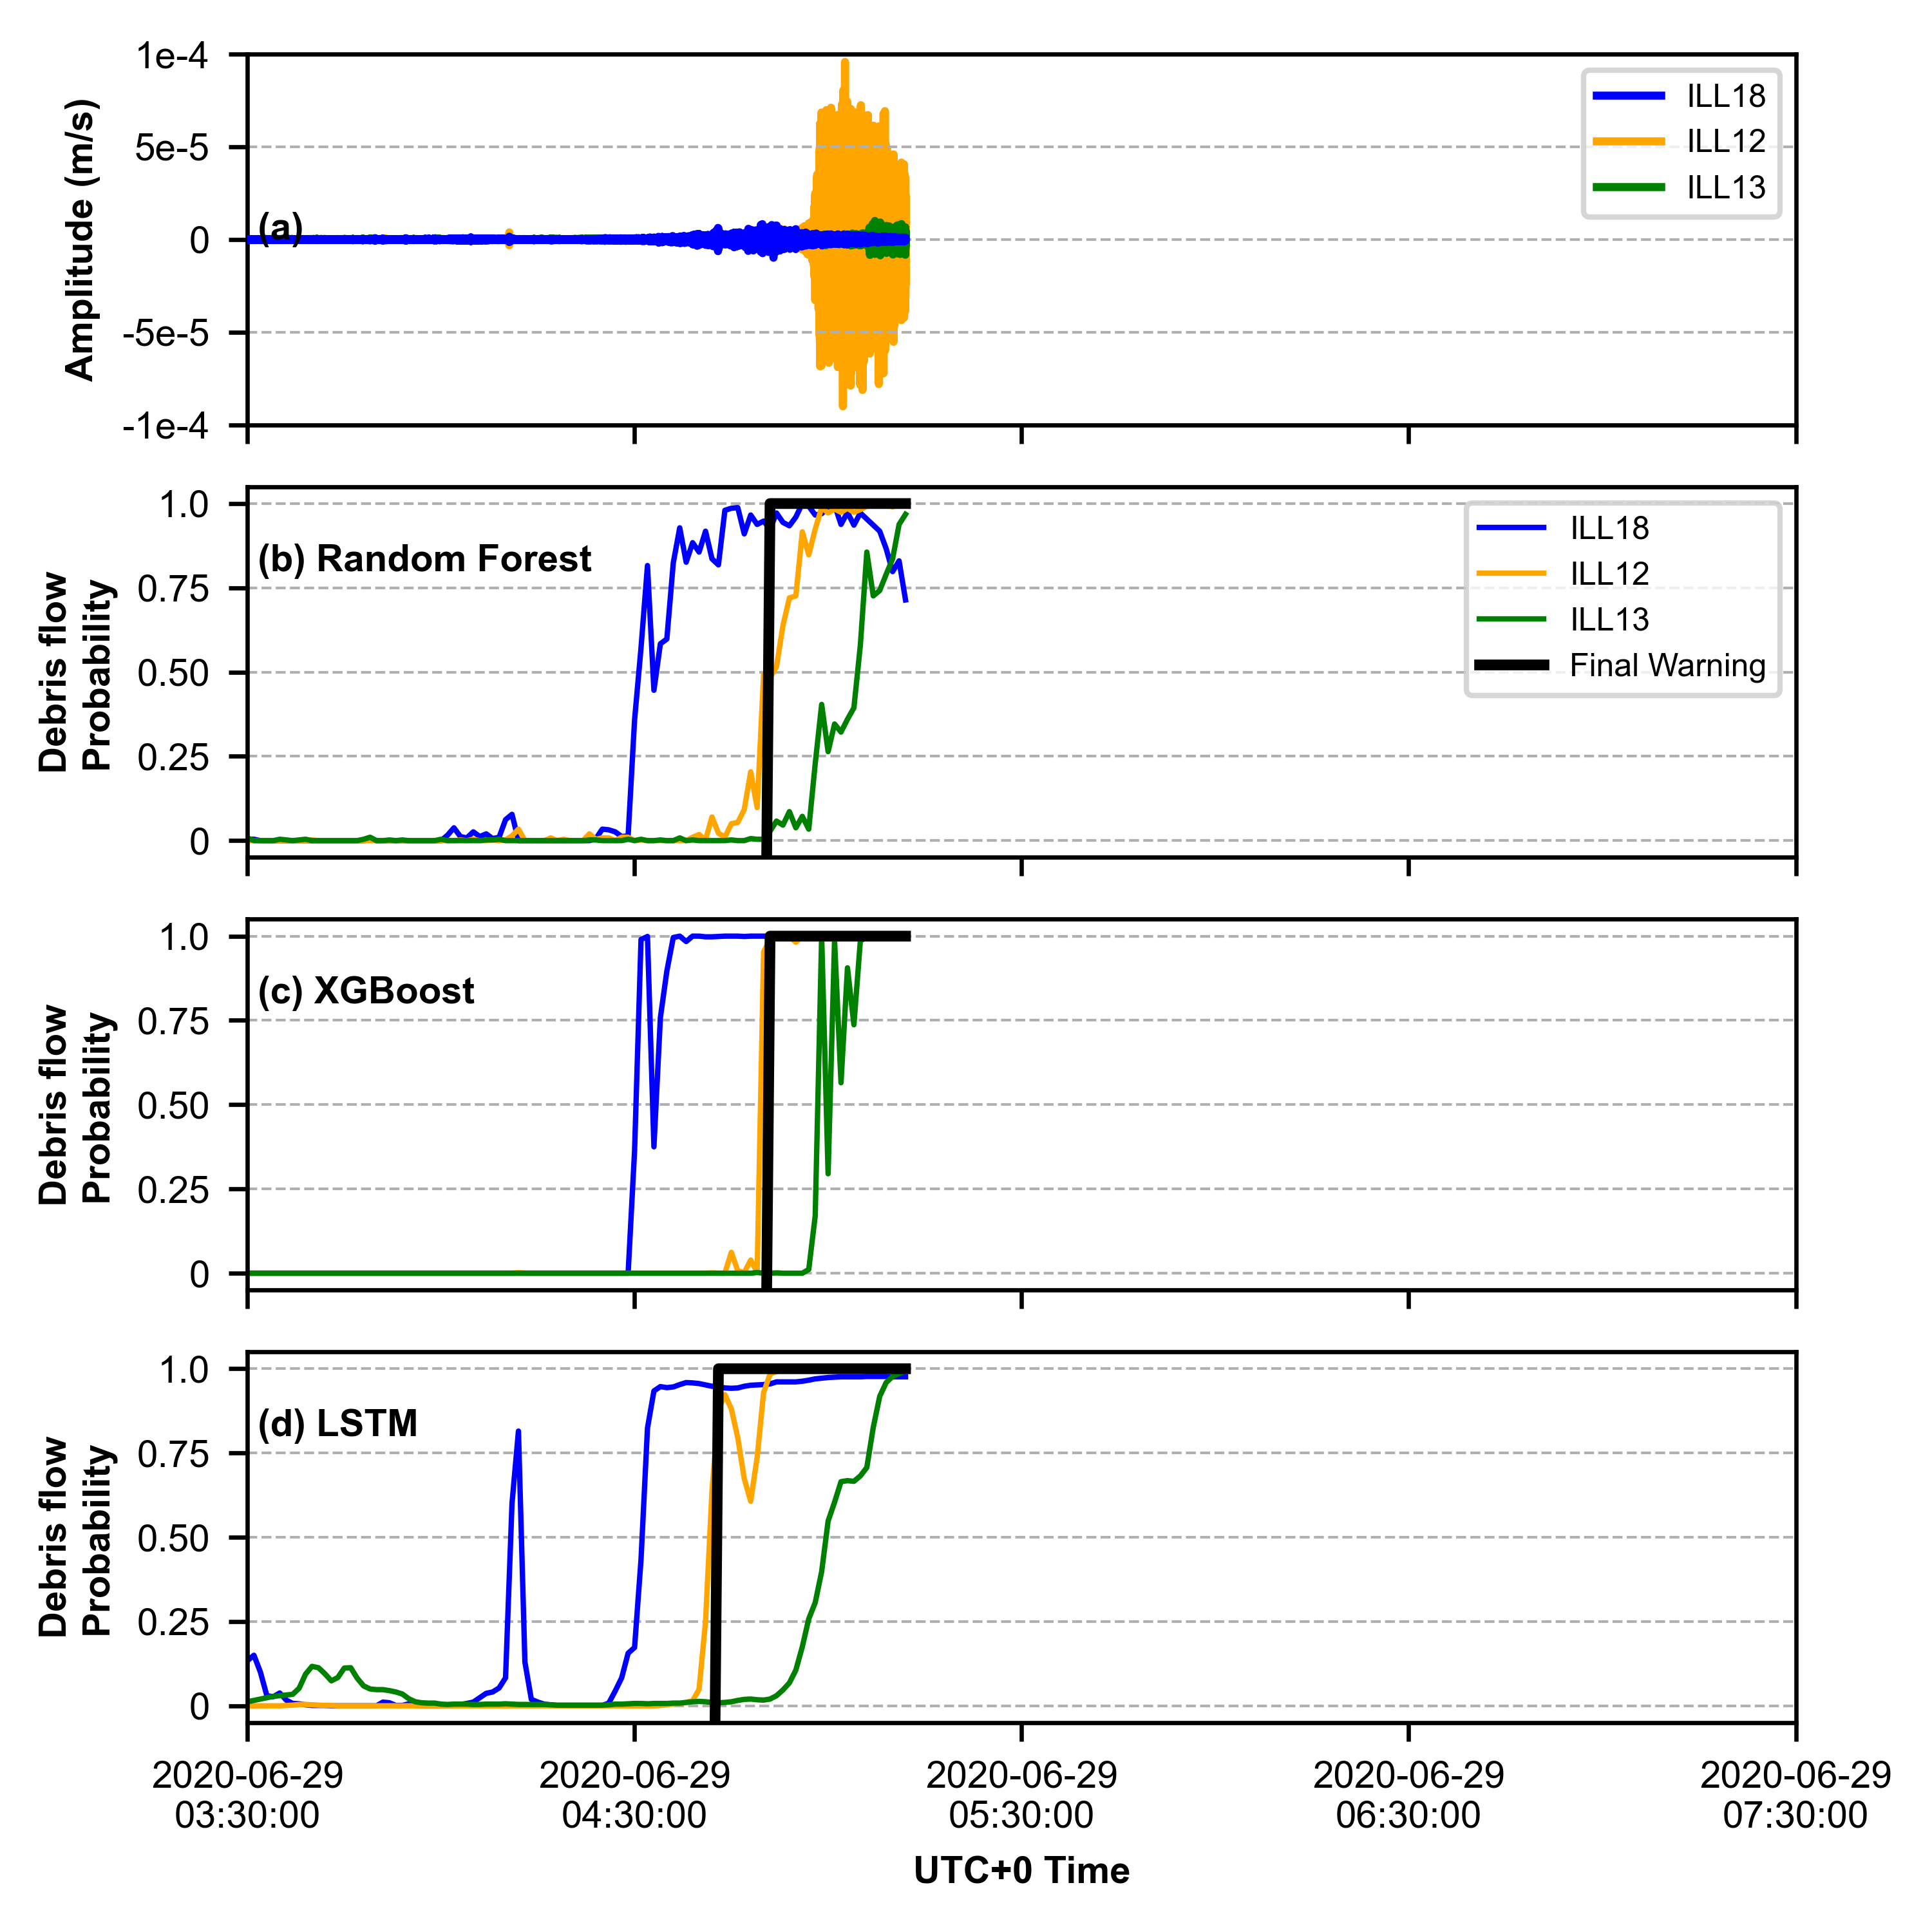 1e-4
5e-5
0
-5e-5
-1e-4
Amplitude (m/s)
(a)
ILL18
ILL12
ILL13
1.0
0.75
0.50
0.25
0
Debris flow
Probability
(b) Random Forest
ILL18
ILL12
ILL13
Final Warning
1.0
0.75
0.50
0.25
0
Debris flow
Probability
(c) XGBoost
1.0
0.75
0.50
0.25
0
Debris flow
Probability
(d) LSTM
2020-06-29
03:30:00
2020-06-29
04:30:00
2020-06-29
05:30:00
2020-06-29
06:30:00
2020-06-29
07:30:00
UTC+0 Time